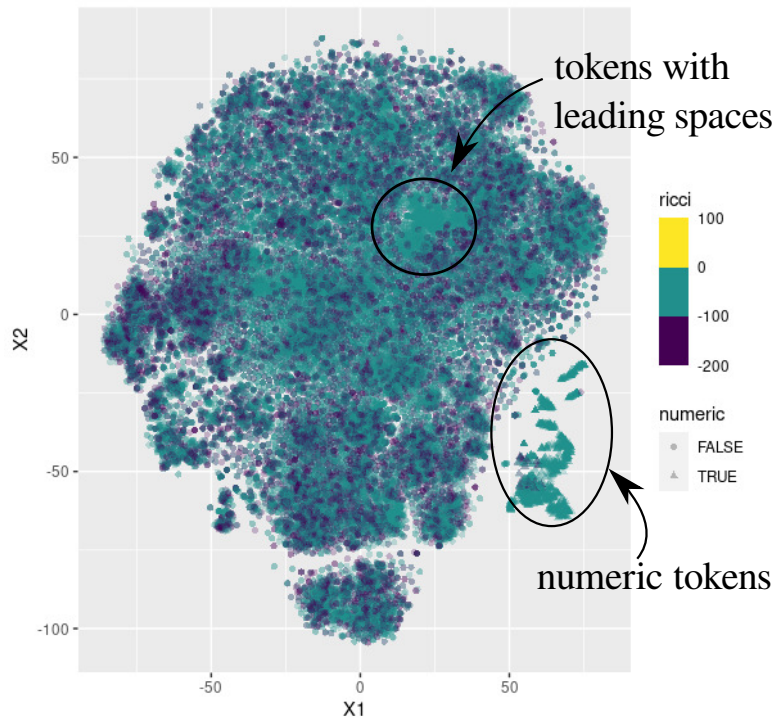 tokens with
leading spaces
50
0
-50
-100
X2
-50
0
50
X1
ricci
100
0
-100
-200
numeric
FALSE
TRUE
numeric tokens